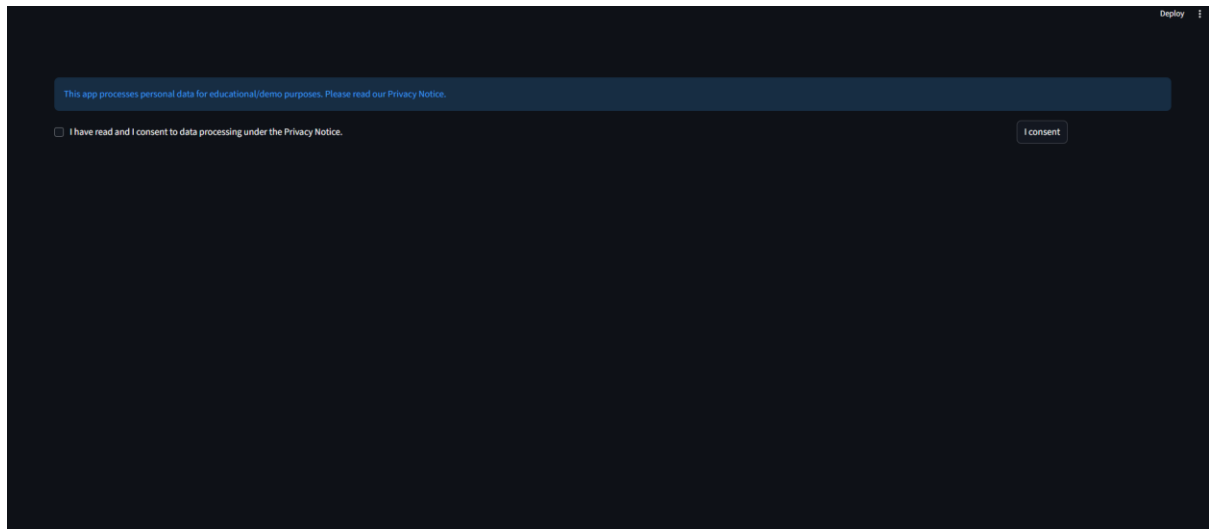 Deploy
This app processes personal data for educational/demo purposes. Please read our Privacy Notice.
I have read and I consent to data processing under the Privacy Notice.
I consent